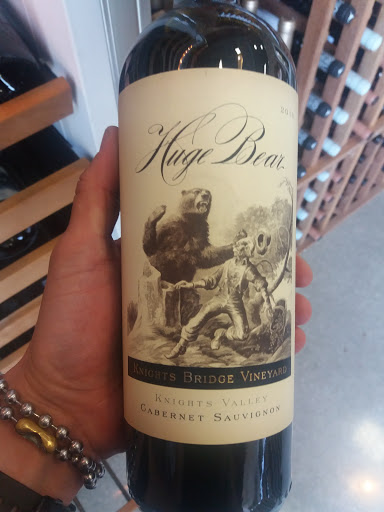 Huge Bear
Knights Bridge Vineyard
Knights Valley
Cabernet Sauvignon